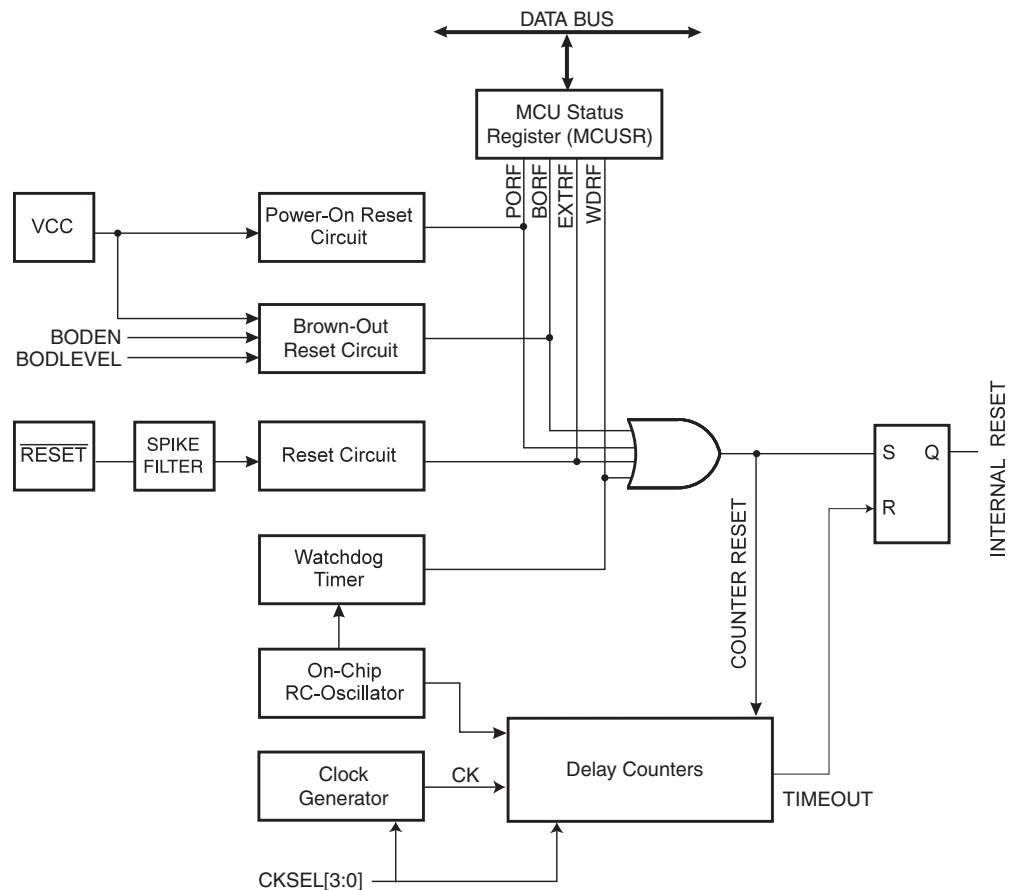 DATA BUS
MCU Status
Register (MCUSR)
PORF
BORF
EXTRF
WDRF
VCC
Power-On Reset
Circuit
BODEN
BODLEVEL
Brown-Out
Reset Circuit
RESET
SPIKE
FILTER
Reset Circuit
S
Q
R
INTERNAL RESET
COUNTER RESET
Watchdog
Timer
On-Chip
RC-Oscillator
Clock
Generator
CK
Delay Counters
TIMEOUT
CKSEL[3:0]